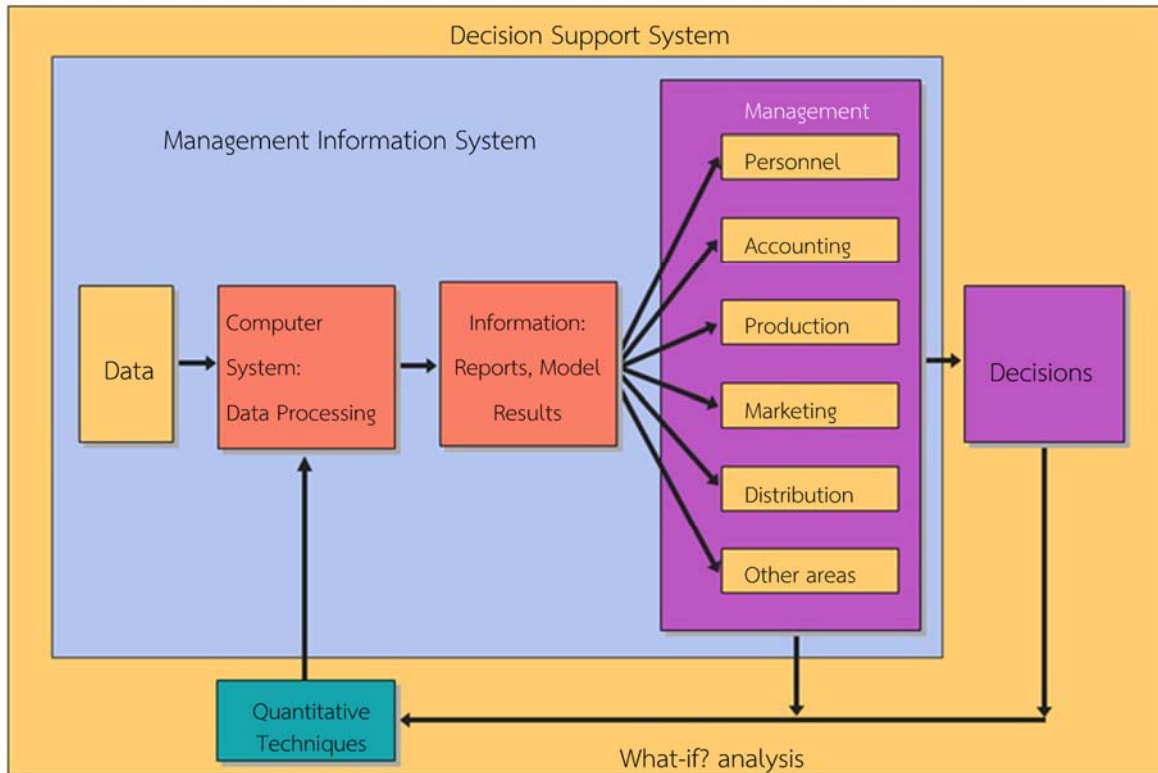 Decision Support System
Management Information System
Data
Computer
System:
Data Processing
Information:
Reports, Model
Results
Management
Personnel
Accounting
Production
Marketing
Distribution
Other areas
Decisions
Quantitative
Techniques
What-if? analysis